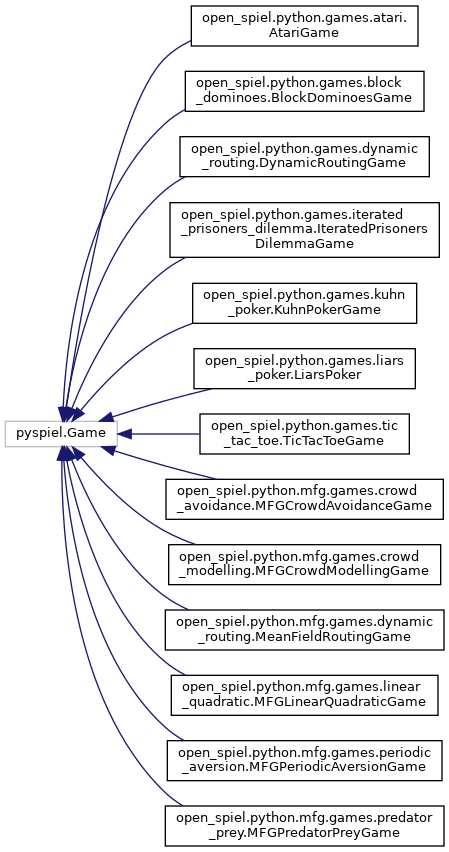 open_spiel.python.games.atari.
AtariGame
open_spiel.python.games.block
_dominoes.BlockDominoesGame
open_spiel.python.games.dynamic
_routing.DynamicRoutingGame
open_spiel.python.games.iterated
_prisoners_dilemma.IteratedPrisoners
DilemmaGame
open_spiel.python.games.kuhn
_poker.KuhnPokerGame
open_spiel.python.games.liars
_poker.LiarsPoker
pyspiel.Game
open_spiel.python.games.tic
_tac_toe.TicTacToeGame
open_spiel.python.mfg.games.crowd
_avoidance.MFGCrowdAvoidanceGame
open_spiel.python.mfg.games.crowd
_modelling.MFGCrowdModellingGame
open_spiel.python.mfg.games.dynamic
_routing.MeanFieldRoutingGame
open_spiel.python.mfg.games.linear
_quadratic.MFGLinearQuadraticGame
open_spiel.python.mfg.games.periodic
_aversion.MFGPeriodicAversionGame
open_spiel.python.mfg.games.predator
_prey.MFGPredatorPreyGame